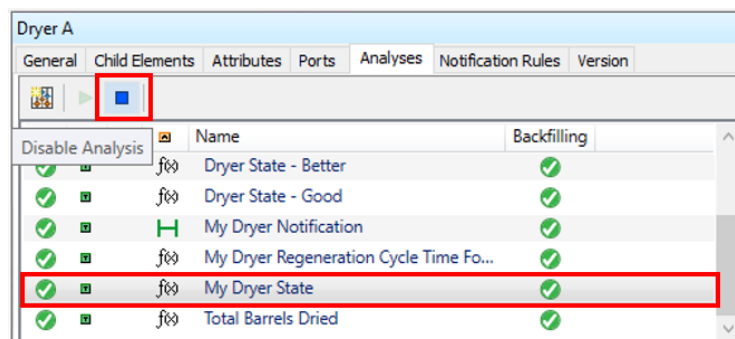 Dryer A
General Child Elements Attributes Ports Analyses Notification Rules Version
Disable Analysis
Name Backfilling
f(x) Dryer State - Better
f(x) Dryer State - Good
My Dryer Notification
f(x) My Dryer Regeneration Cycle Time Fo...
f(x) My Dryer State
f(x) Total Barrels Dried